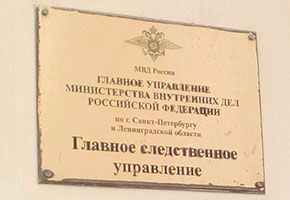 МВД России
ГЛАВНОЕ УПРАВЛЕНИЕ
МИНИСТЕРСТВА ВНУТРЕННИХ ДЕЛ
РОССИЙСКОЙ ФЕДЕРАЦИИ
по г. Санкт-Петербургу
и Ленинградской области
Главное следственное
управление